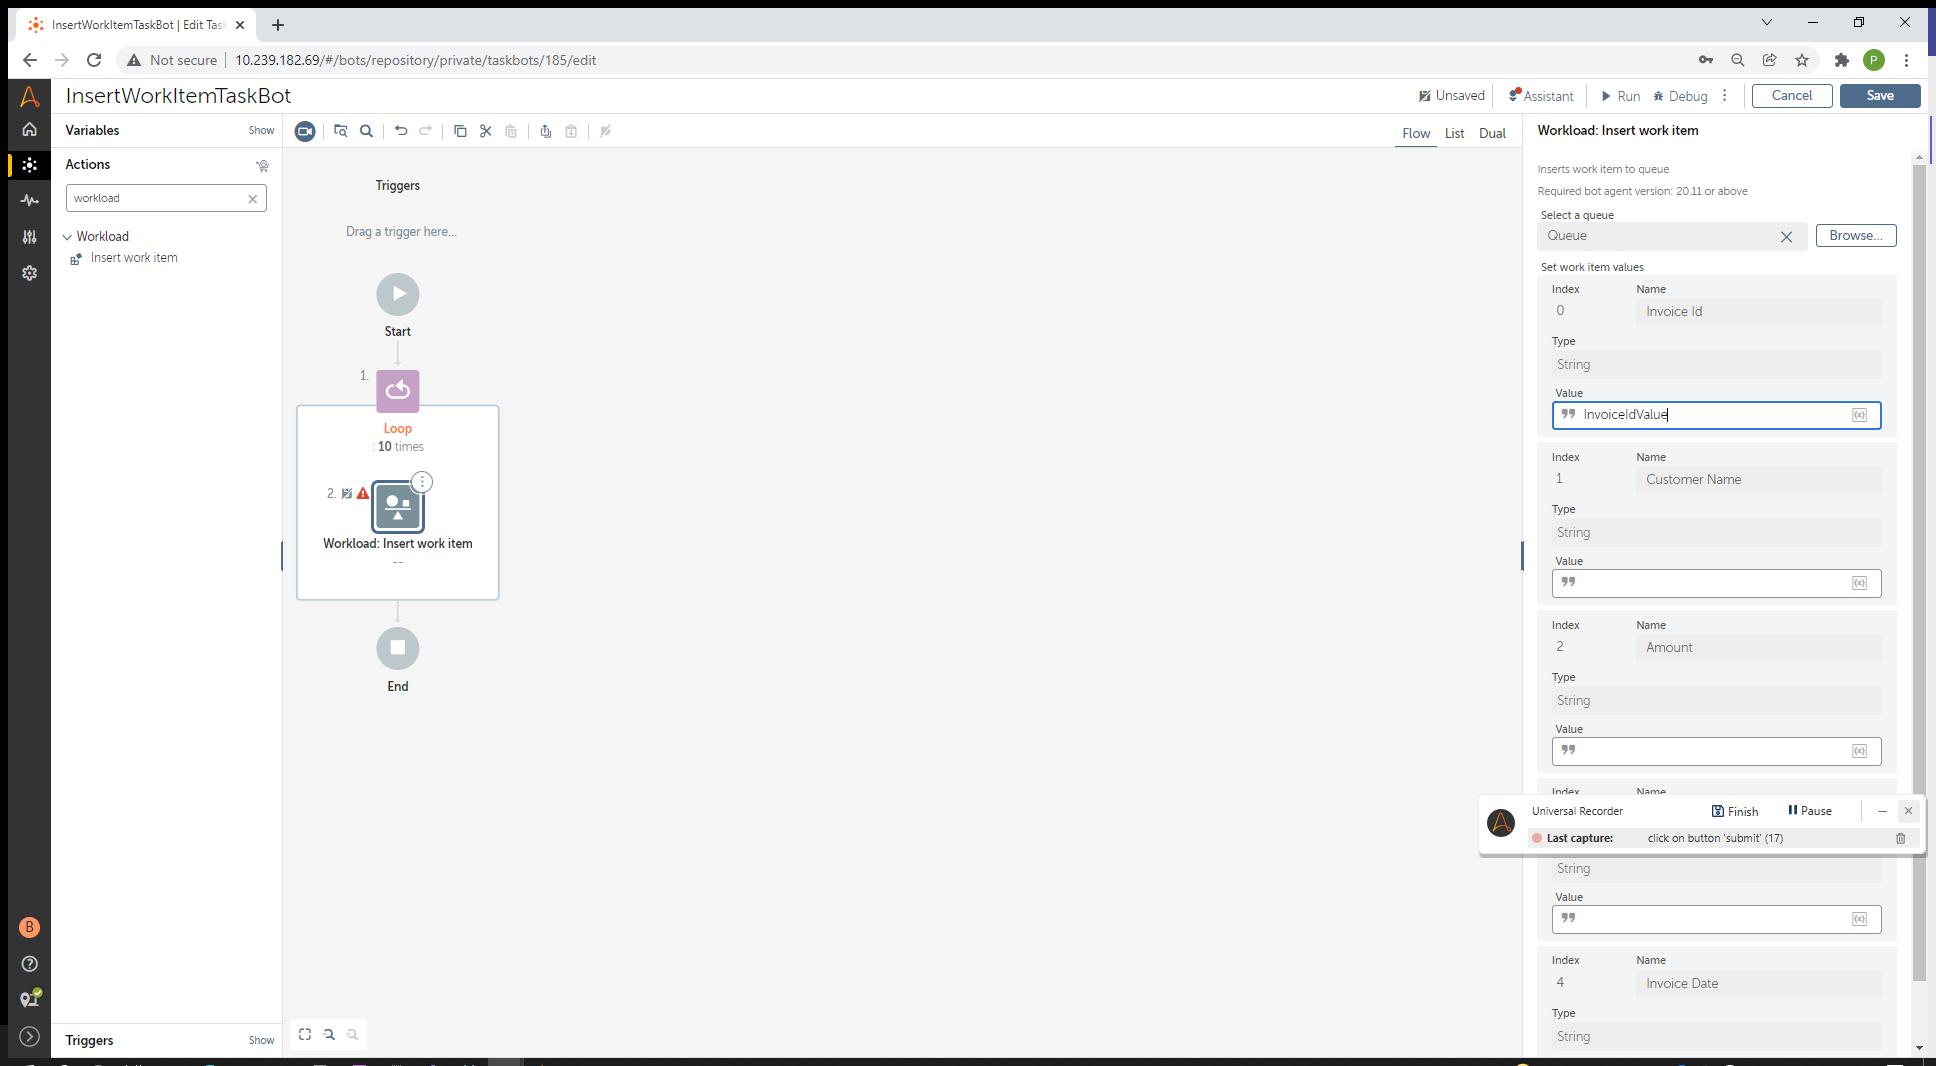 InsertWorkItemTaskBot | Edit Tas
Not secure
10.239.182.69/#/bots/repository/private/taskbots/185/edit
P
InsertWorkItemTaskBot
Unsaved
Assistant
Run
Debug
Cancel
Save
Variables
Show
Flow
List
Dual
Actions
workload
Workload
Insert work item
Triggers
Drag a trigger here...
Start
1.
Loop
: 10 times
2.
Workload: Insert work item
--
End
Workload: Insert work item
Inserts work item to queue
Required bot agent version: 20.11 or above
Select a queue
Queue
Browse...
Set work item values
Index
Name
0
Invoice Id
Type
String
Value
InvoiceIdValue
(x)
Index
Name
1
Customer Name
Type
String
Value
(x)
Index
Name
2
Amount
Type
String
Value
(x)
Index
Name
Universal Recorder
Finish
Pause
Last capture:
click on button 'submit' (17)
String
Value
(x)
Index
Name
4
Invoice Date
Type
String
B
Triggers
Show